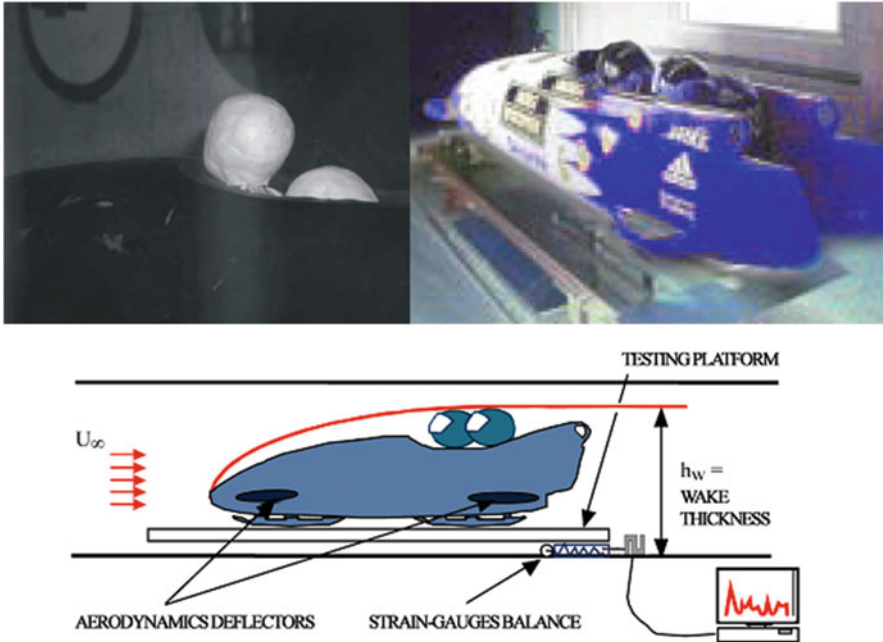 adidas
TESTING PLATFORM
U∞
hw =
WAKE
THICKNESS
AERODYNAMICS DEFLECTORS
STRAIN-GAUGES BALANCE